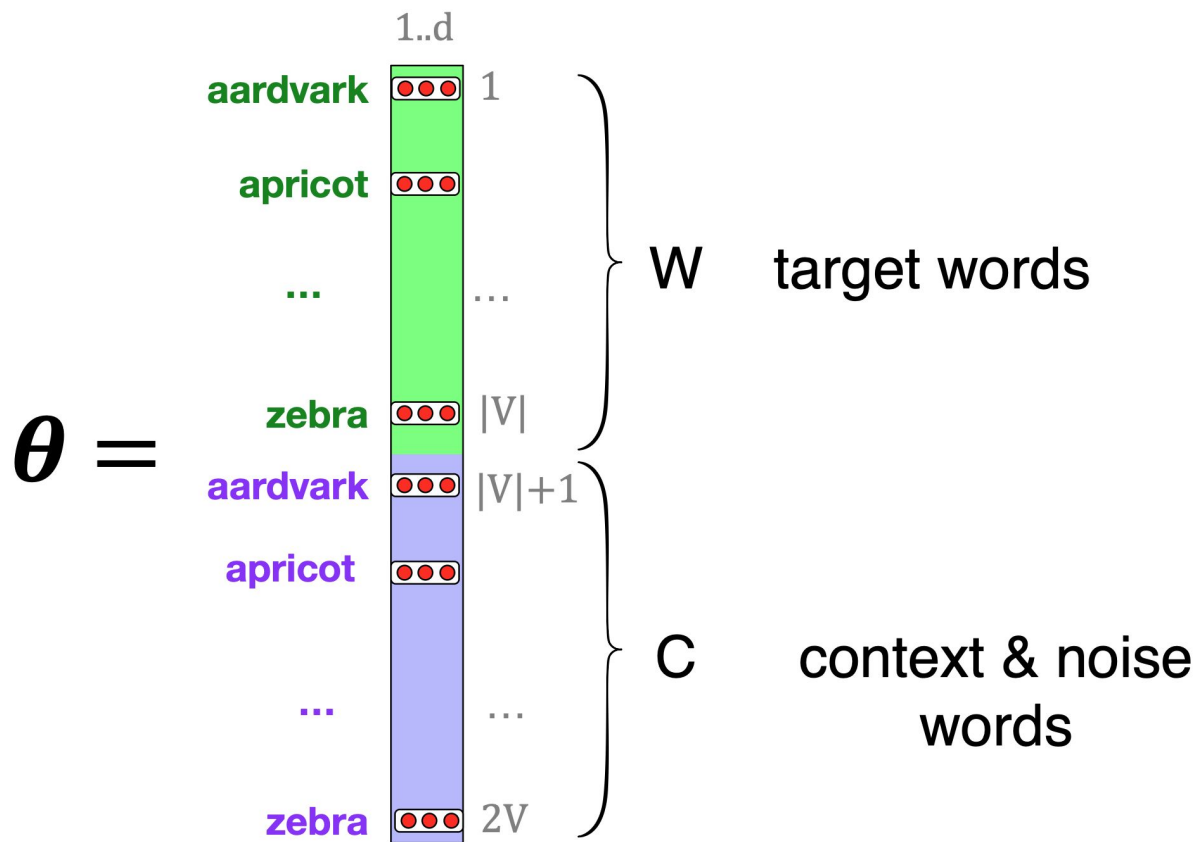 1..d
aardvark 1
apricot
... ...
zebra |V|
W target words
θ =
aardvark |V|+1
apricot
... ...
zebra 2V
C context & noise
words